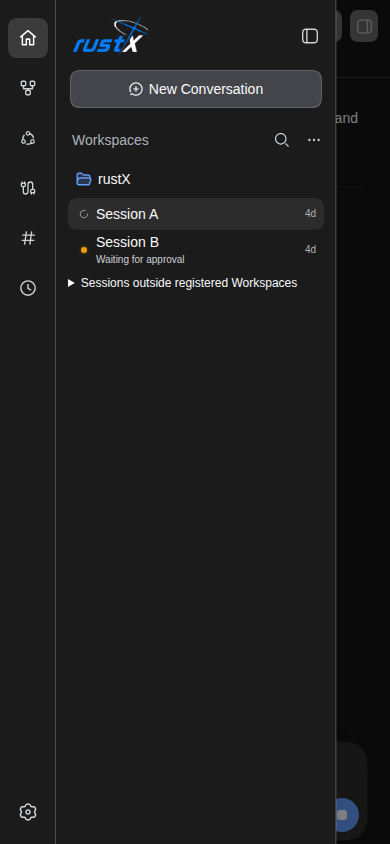 rustX
New Conversation
Workspaces
and
rustX
Session A
4d
Session B
4d
Waiting for approval
Sessions outside registered Workspaces